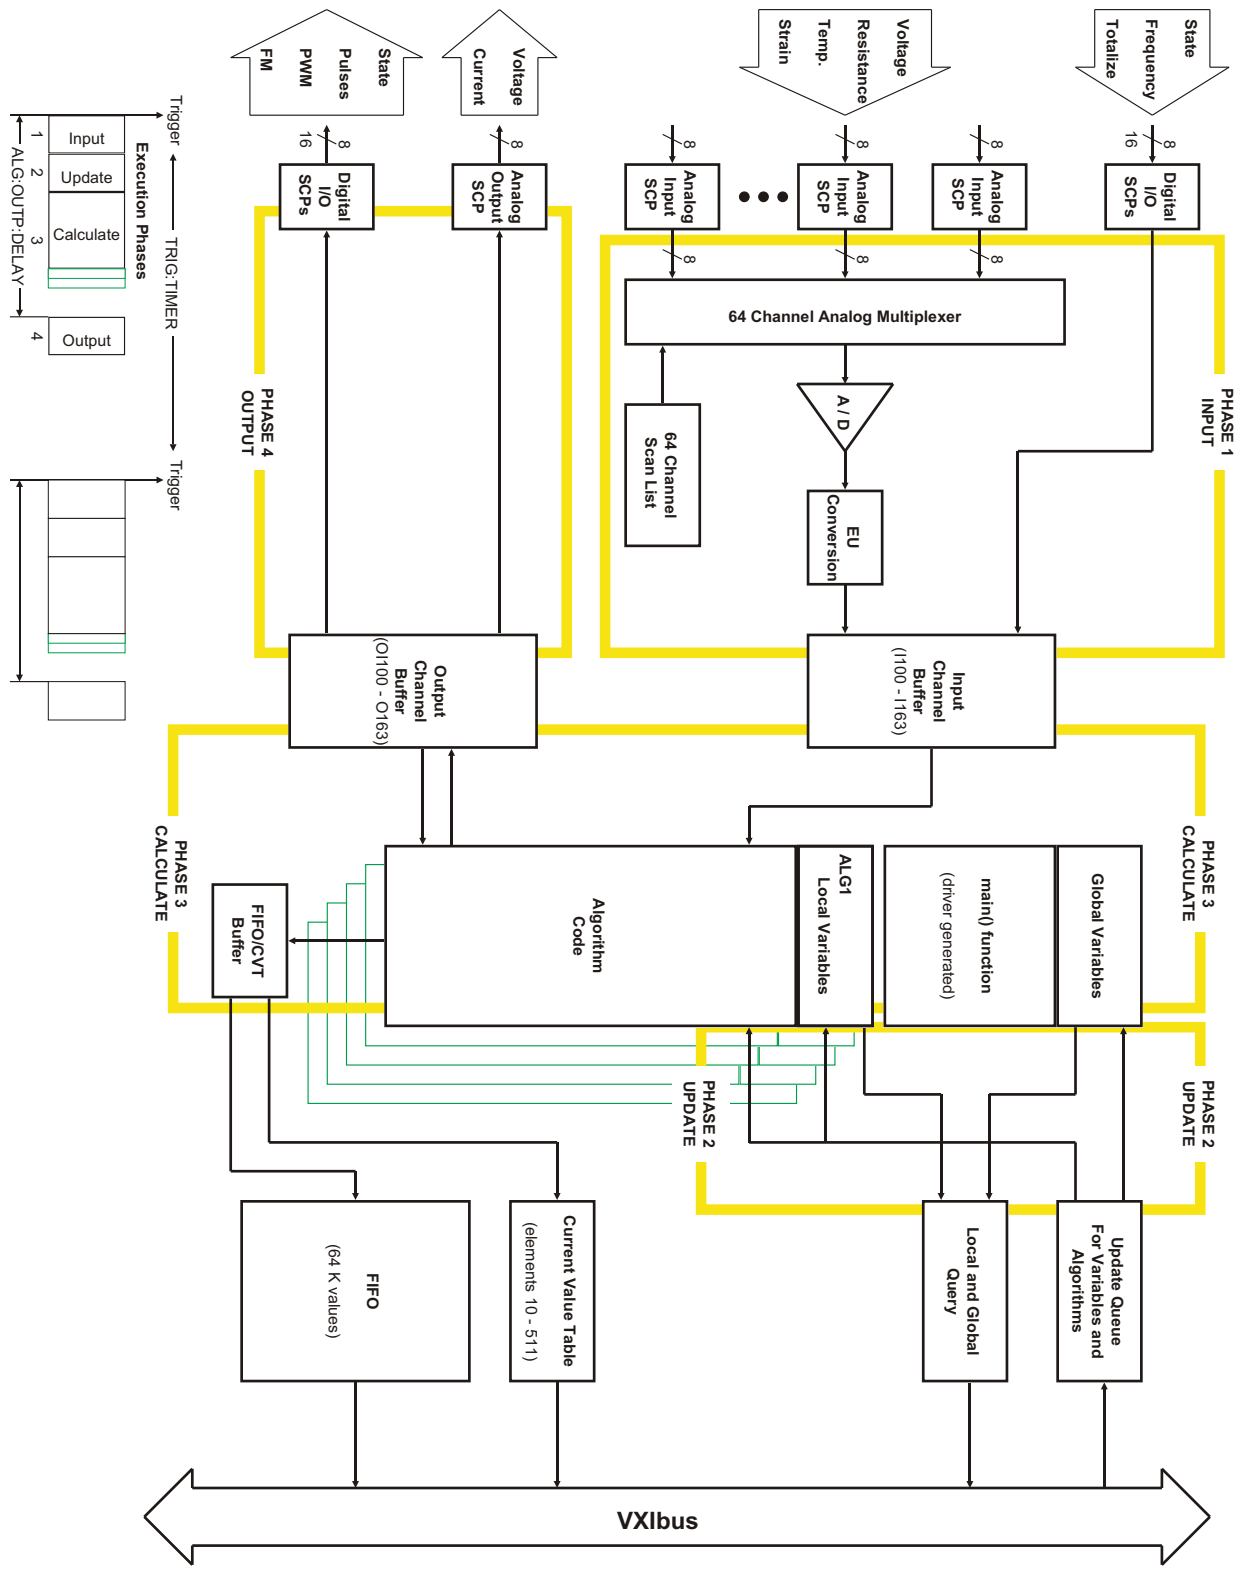 State
Frequency
Totalize
Voltage
Resistance
Temp.
Strain
Voltage
Current
State
Pulses
PWM
FM
8
16
8
8
8
8
8
16
Digital
I/O
SCPs
Analog
Input
SCP
Analog
Input
SCP
Analog
Input
SCP
Analog
Output
SCP
Digital
I/O
SCPs
8
8
8
64 Channel Analog Multiplexer
A / D
64 Channel
Scan List
EU
Conversion
PHASE 1
INPUT
PHASE 4
OUTPUT
Input
Channel
Buffer
(I100 - I163)
Output
Channel
Buffer
(OI100 - O163)
PHASE 3
CALCULATE
PHASE 3
CALCULATE
Global Variables
main() function
(driver generated)
ALG1
Local Variables
Algorithm
Code
FIFO/CVT
Buffer
PHASE 2
UPDATE
PHASE 2
UPDATE
Update Queue
For Variables and
Algorithms
Local and Global
Query
Current Value Table
(elements 10 - 511)
FIFO
(64 K values)
VXIbus
Trigger
TRIG:TIMER
Trigger
Execution Phases
Input
Update
Calculate
Output
1
2
3
4
ALG:OUTP:DELAY